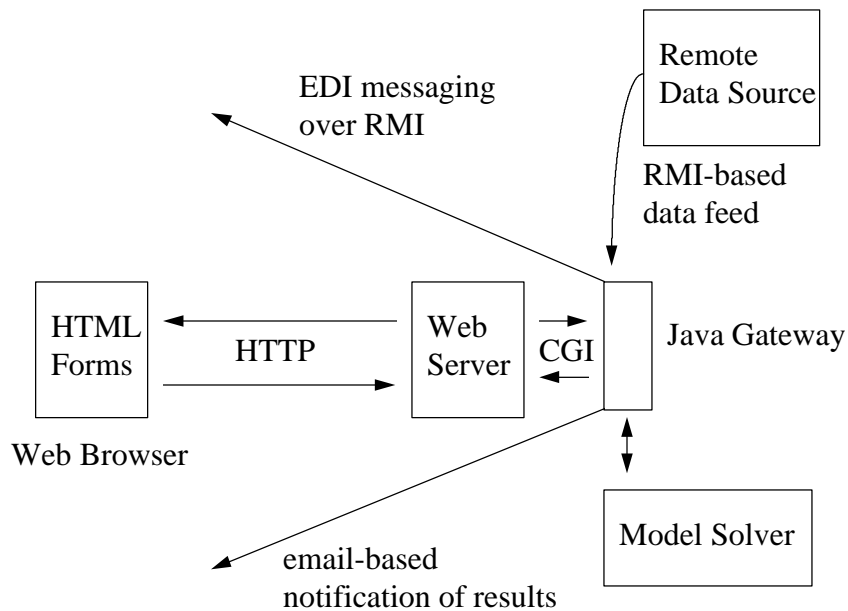 Remote
Data Source
EDI messaging
over RMI
RMI-based
data feed
HTML
Forms
HTTP
Web
Server
CGI
Java Gateway
Web Browser
Model Solver
email-based
notification of results